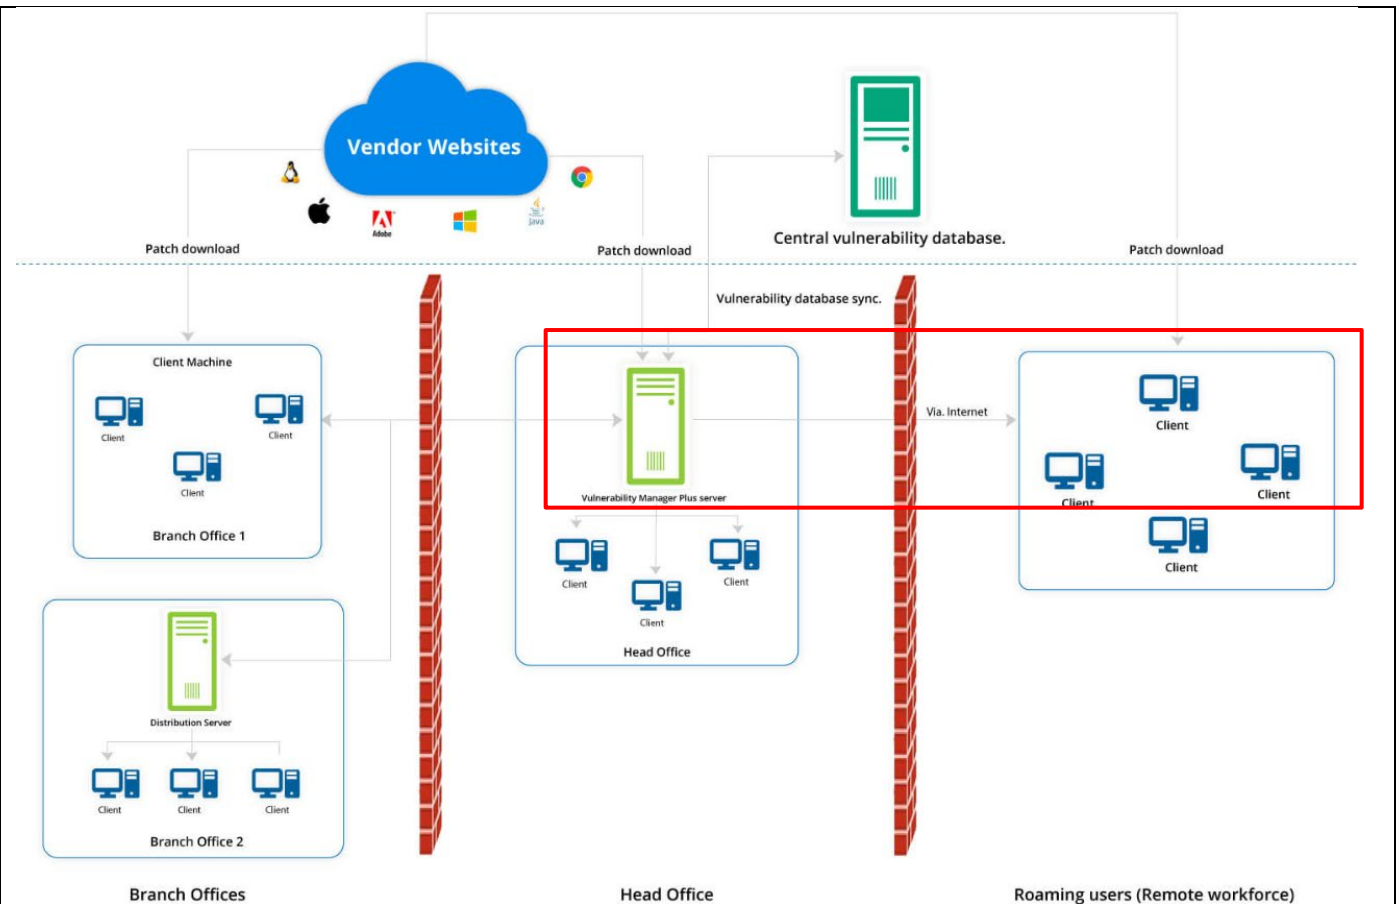 Vendor Websites
Adobe
Java
Central vulnerability database.
Patch download
Patch download
Patch download
Vulnerability database sync.
Client Machine
Client
Client
Client
Branch Office 1
Vulnerability Manager Plus server
Client
Client
Client
Head Office
Via. Internet
Client
Client
Client
Client
Distribution Server
Client
Client
Client
Branch Office 2
Branch Offices
Head Office
Roaming users (Remote workforce)